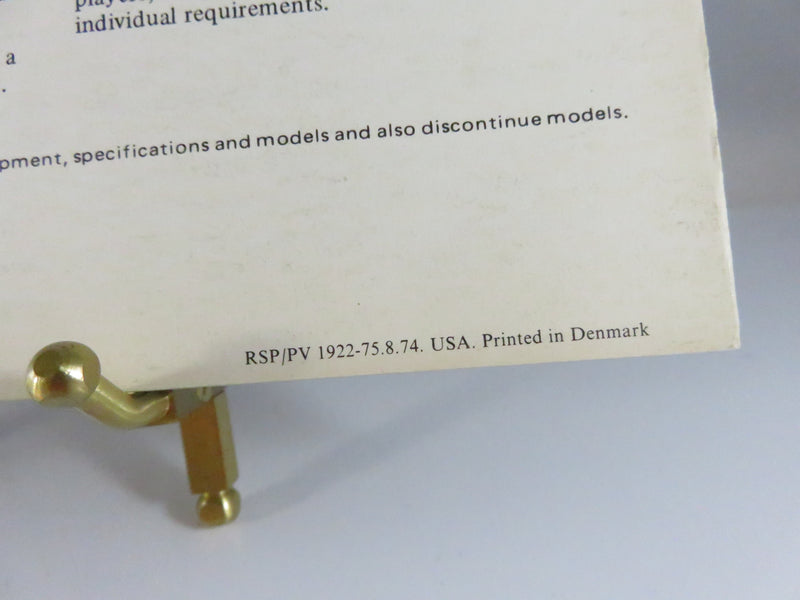 individual requirements.
a
.
pment, specifications and models and also discontinue models.
RSP/PV 1922-75.8.74. USA. Printed in Denmark